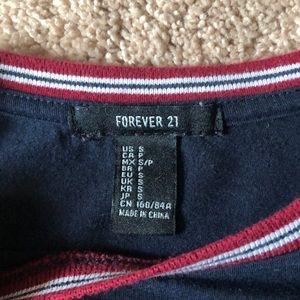 FOREVER 21
US S
CA P
MX S/P
BR P
EU S
UK S
KR S
JP S
CN 160/84A
MADE IN CHINA